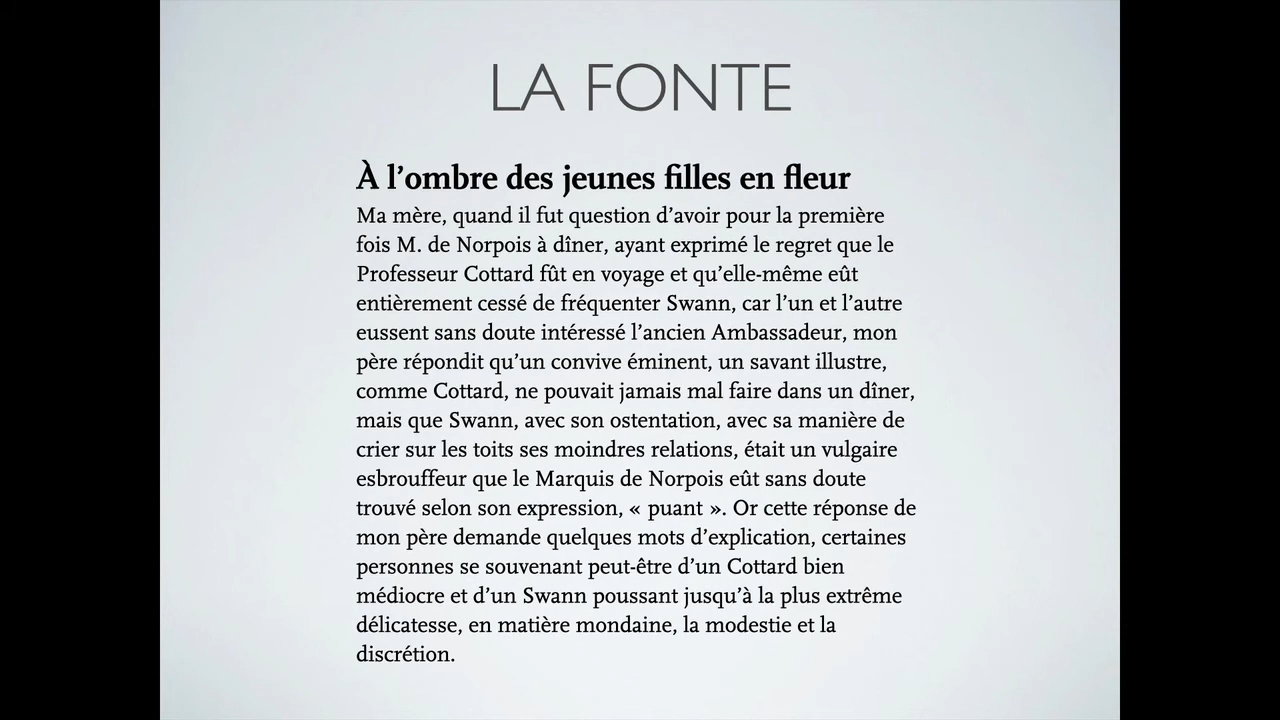 LA FONTE
À l’ombre des jeunes filles en fleur
Ma mère, quand il fut question d’avoir pour la première
fois M. de Norpois à dîner, ayant exprimé le regret que le
Professeur Cottard fût en voyage et qu’elle-même eût
entièrement cessé de fréquenter Swann, car l’un et l’autre
eussent sans doute intéressé l’ancien Ambassadeur, mon
père répondit qu’un convive éminent, un savant illustre,
comme Cottard, ne pouvait jamais mal faire dans un dîner,
mais que Swann, avec son ostentation, avec sa manière de
crier sur les toits ses moindres relations, était un vulgaire
esbrouffeur que le Marquis de Norpois eût sans doute
trouvé selon son expression, « puant ». Or cette réponse de
mon père demande quelques mots d’explication, certaines
personnes se souvenant peut-être d’un Cottard bien
médiocre et d’un Swann poussant jusqu’à la plus extrême
délicatesse, en matière mondaine, la modestie et la
discrétion.